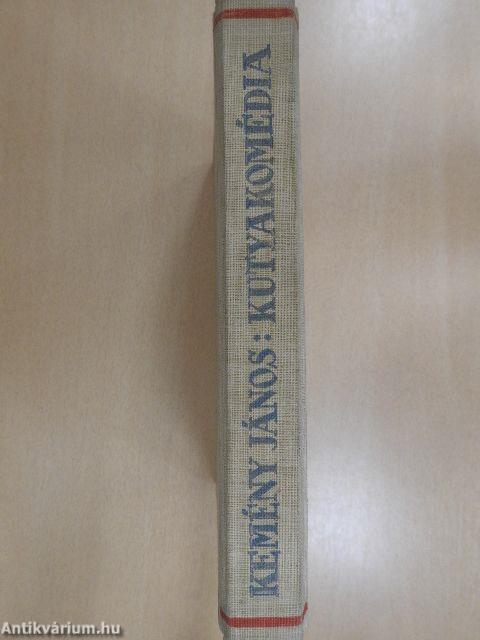 KEMÉNY JÁNOS: KUTYAKOMÉDIA
Antikvárium.hu